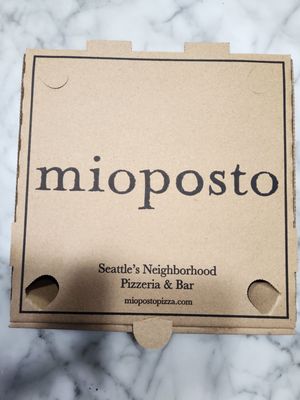 mioposto
Seattle's Neighborhood
Pizzeria & Bar
miopostopizza.com